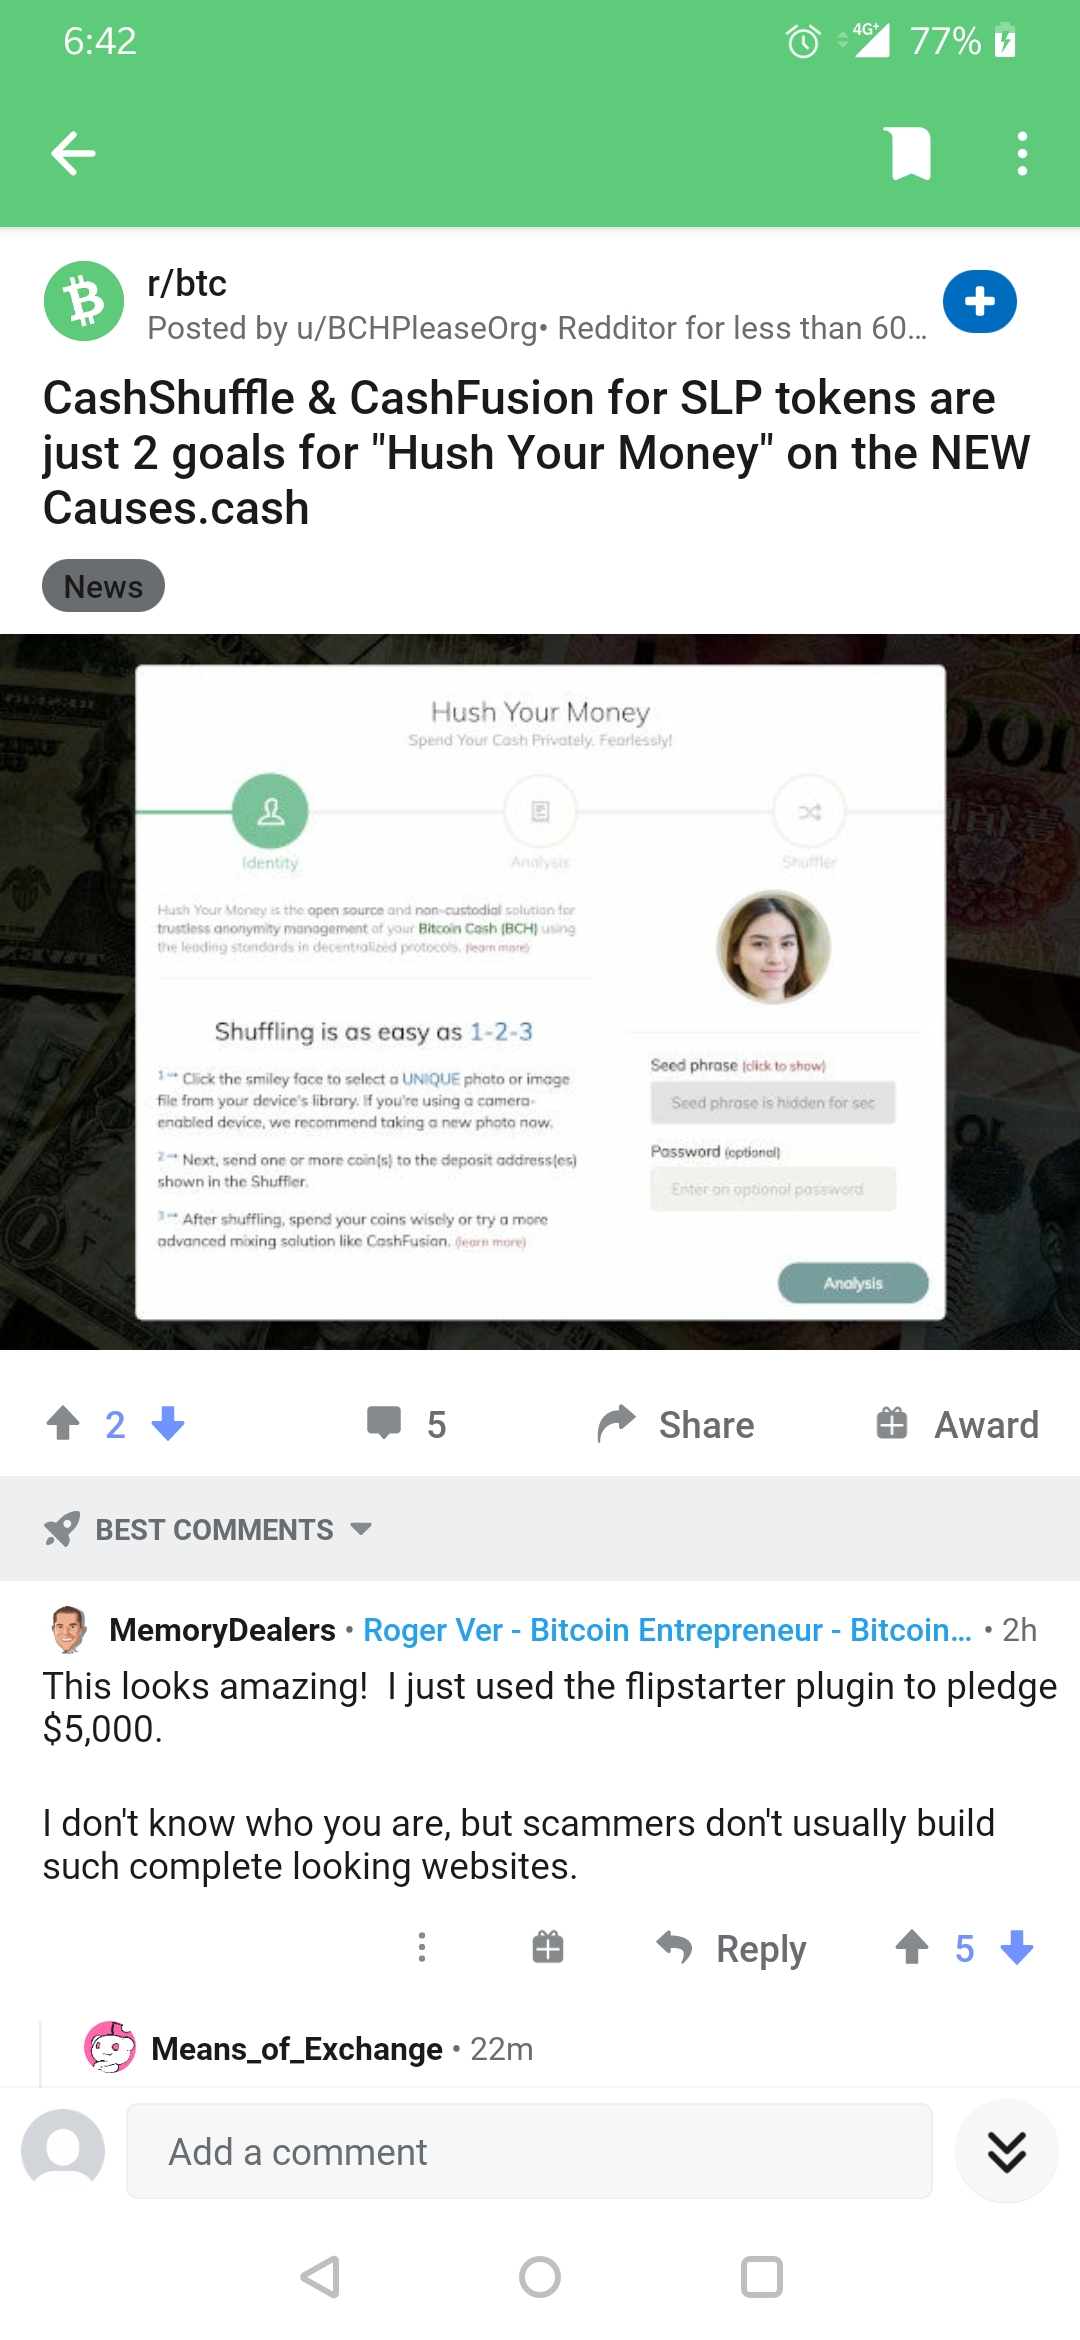 6:42
4G+ 77%
r/btc
Posted by u/BCHPleaseOrg• Redditor for less than 60...
CashShuffle & CashFusion for SLP tokens are
just 2 goals for "Hush Your Money" on the NEW
Causes.cash
News
Hush Your Money
Spend Your Cash Privately. Fearlessly!
Identity
Analysis
Shuffler
Hush Your Money is the open source and non-custodial solution for
trustless anonymity management of your Bitcoin Cash (BCH) using
the leading standards in decentralized protocols. (learn more)
Shuffling is as easy as 1-2-3
1 Click the smiley face to select a UNIQUE photo or image
file from your device's library. If you're using a camera-
enabled device, we recommend taking a new photo now.
2 Next, send one or more coin(s) to the deposit address(es)
shown in the Shuffler.
3 After shuffling, spend your coins wisely or try a more
advanced mixing solution like CashFusion. (learn more)
Seed phrase (click to show)
Seed phrase is hidden for sec
Password (optional)
Enter an optional password
Analysis
2
5
Share
Award
BEST COMMENTS
MemoryDealers • Roger Ver - Bitcoin Entrepreneur - Bitcoin... • 2h
This looks amazing! I just used the flipstarter plugin to pledge
$5,000.
I don't know who you are, but scammers don't usually build
such complete looking websites.
Reply
5
Means_of_Exchange • 22m
Add a comment